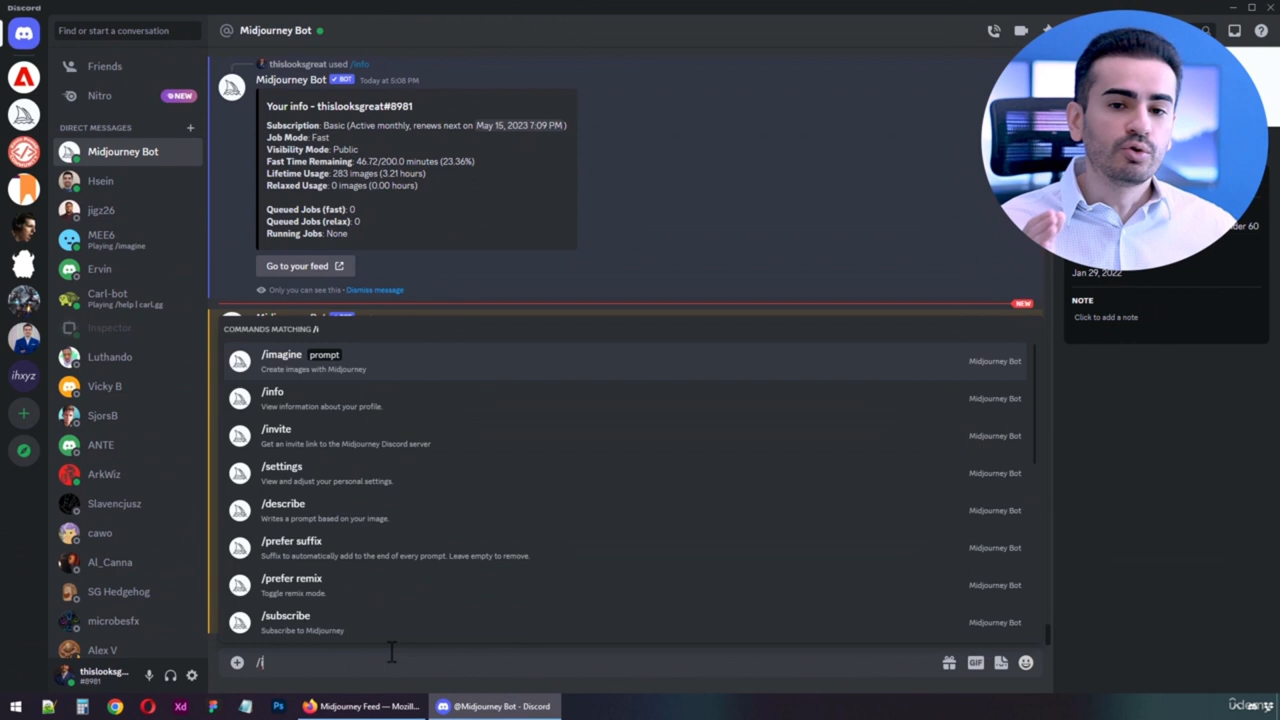 Discord
Find or start a conversation
Midjourney Bot
Friends
Nitro
NEW
DIRECT MESSAGES
Midjourney Bot
Hsein
jigz26
MEE6
Playing /imagine
Ervin
Carl-bot
Playing /help | carl.gg
Inspector
Luthando
Vicky B
SjorsB
ANTE
ArkWiz
Slavencjusz
cawo
Al_Canna
SG Hedgehog
microbesfx
Alex V
ihxyz
thislooksg...
#8981
thislooksgreat used /info
Midjourney Bot BOT Today at 5:08 PM
Your info - thislooksgreat#8981
Subscription: Basic (Active monthly, renews next on May 15, 2023 7:09 PM)
Job Mode: Fast
Visibility Mode: Public
Fast Time Remaining: 46.72/200.0 minutes (23.36%)
Lifetime Usage: 283 images (3.21 hours)
Relaxed Usage: 0 images (0.00 hours)
Queued Jobs (fast): 0
Queued Jobs (relax): 0
Running Jobs: None
Go to your feed
Only you can see this • Dismiss message
NEW
COMMANDS MATCHING /i
/imagine prompt
Create images with Midjourney
Midjourney Bot
/info
View information about your profile.
Midjourney Bot
/invite
Get an invite link to the Midjourney Discord server
Midjourney Bot
/settings
View and adjust your personal settings.
Midjourney Bot
/describe
Writes a prompt based on your image.
Midjourney Bot
/prefer suffix
Suffix to automatically add to the end of every prompt. Leave empty to remove.
Midjourney Bot
/prefer remix
Toggle remix mode.
Midjourney Bot
/subscribe
Subscribe to Midjourney
Midjourney Bot
/i
GIF
der 60
Jan 29, 2022
NOTE
Click to add a note
Xd
Ps
Midjourney Feed — Mozill...
@Midjourney Bot - Discord